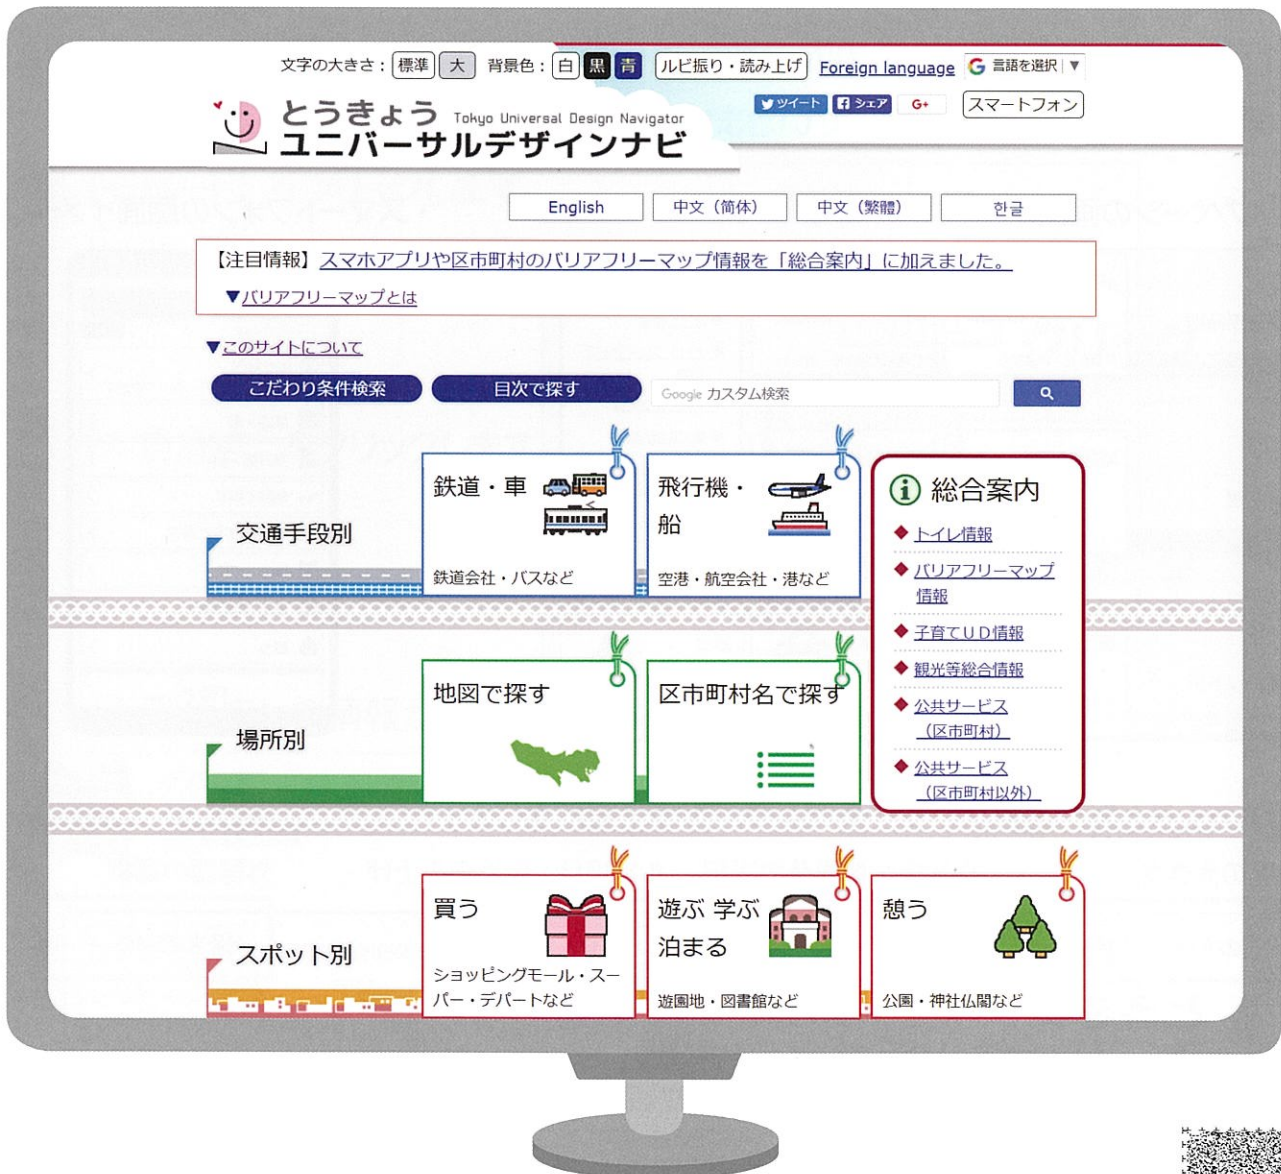 文字の大きさ： 標準 大 背景色： 白 黒 青 ルビ振り・読み上げ Foreign language G 言語を選択 ▼
ツイート シェア G+ スマートフォン
とうきょう Tokyo Universal Design Navigator
ユニバーサルデザインナビ
English 中文（简体） 中文（繁體） 한글
【注目情報】スマホアプリや区市町村のバリアフリーマップ情報を「総合案内」に加えました。
▼バリアフリーマップとは
▼このサイトについて
こだわり条件検索 目次で探す Google カスタム検索
交通手段別
鉄道・車
鉄道会社・バスなど
飛行機・
船
空港・航空会社・港など
総合案内
トイレ情報
バリアフリーマップ
情報
子育てＵＤ情報
観光等総合情報
公共サービス
（区市町村）
公共サービス
（区市町村以外）
場所別
地図で探す
区市町村名で探す
スポット別
買う
ショッピングモール・スー
パー・デパートなど
遊ぶ 学ぶ
泊まる
遊園地・図書館など
憩う
公園・神社仏閣など